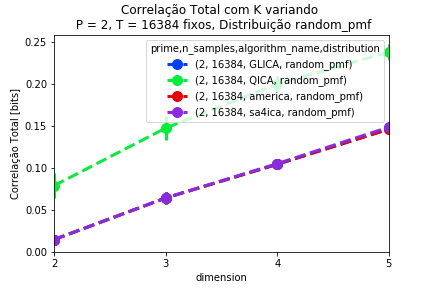 Correlação Total com K variando
P = 2, T = 16384 fixos, Distribuição random_pmf
prime,n_samples,algorithm_name,distribution
(2, 16384, GLICA, random_pmf)
(2, 16384, QICA, random_pmf)
(2, 16384, america, random_pmf)
(2, 16384, sa4ica, random_pmf)
Correlação Total [bits]
0.25
0.20
0.15
0.10
0.05
0.00
2
3
4
5
dimension